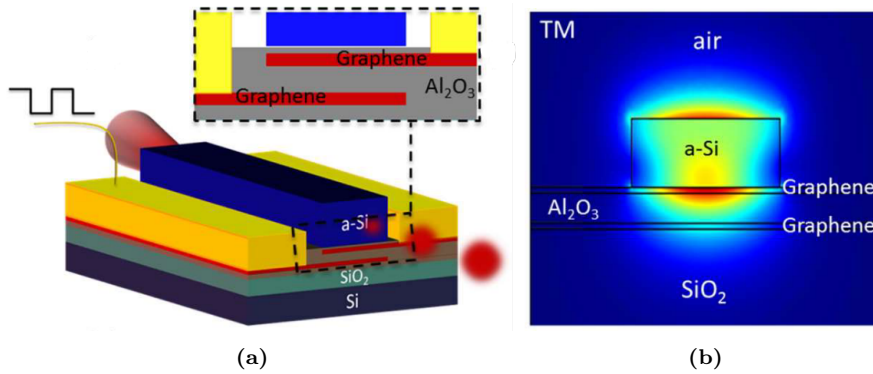 Graphene
Graphene
Al₂O₃
a-Si
SiO₂
Si
(a)
TM
air
a-Si
Graphene
Al₂O₃
Graphene
SiO₂
(b)